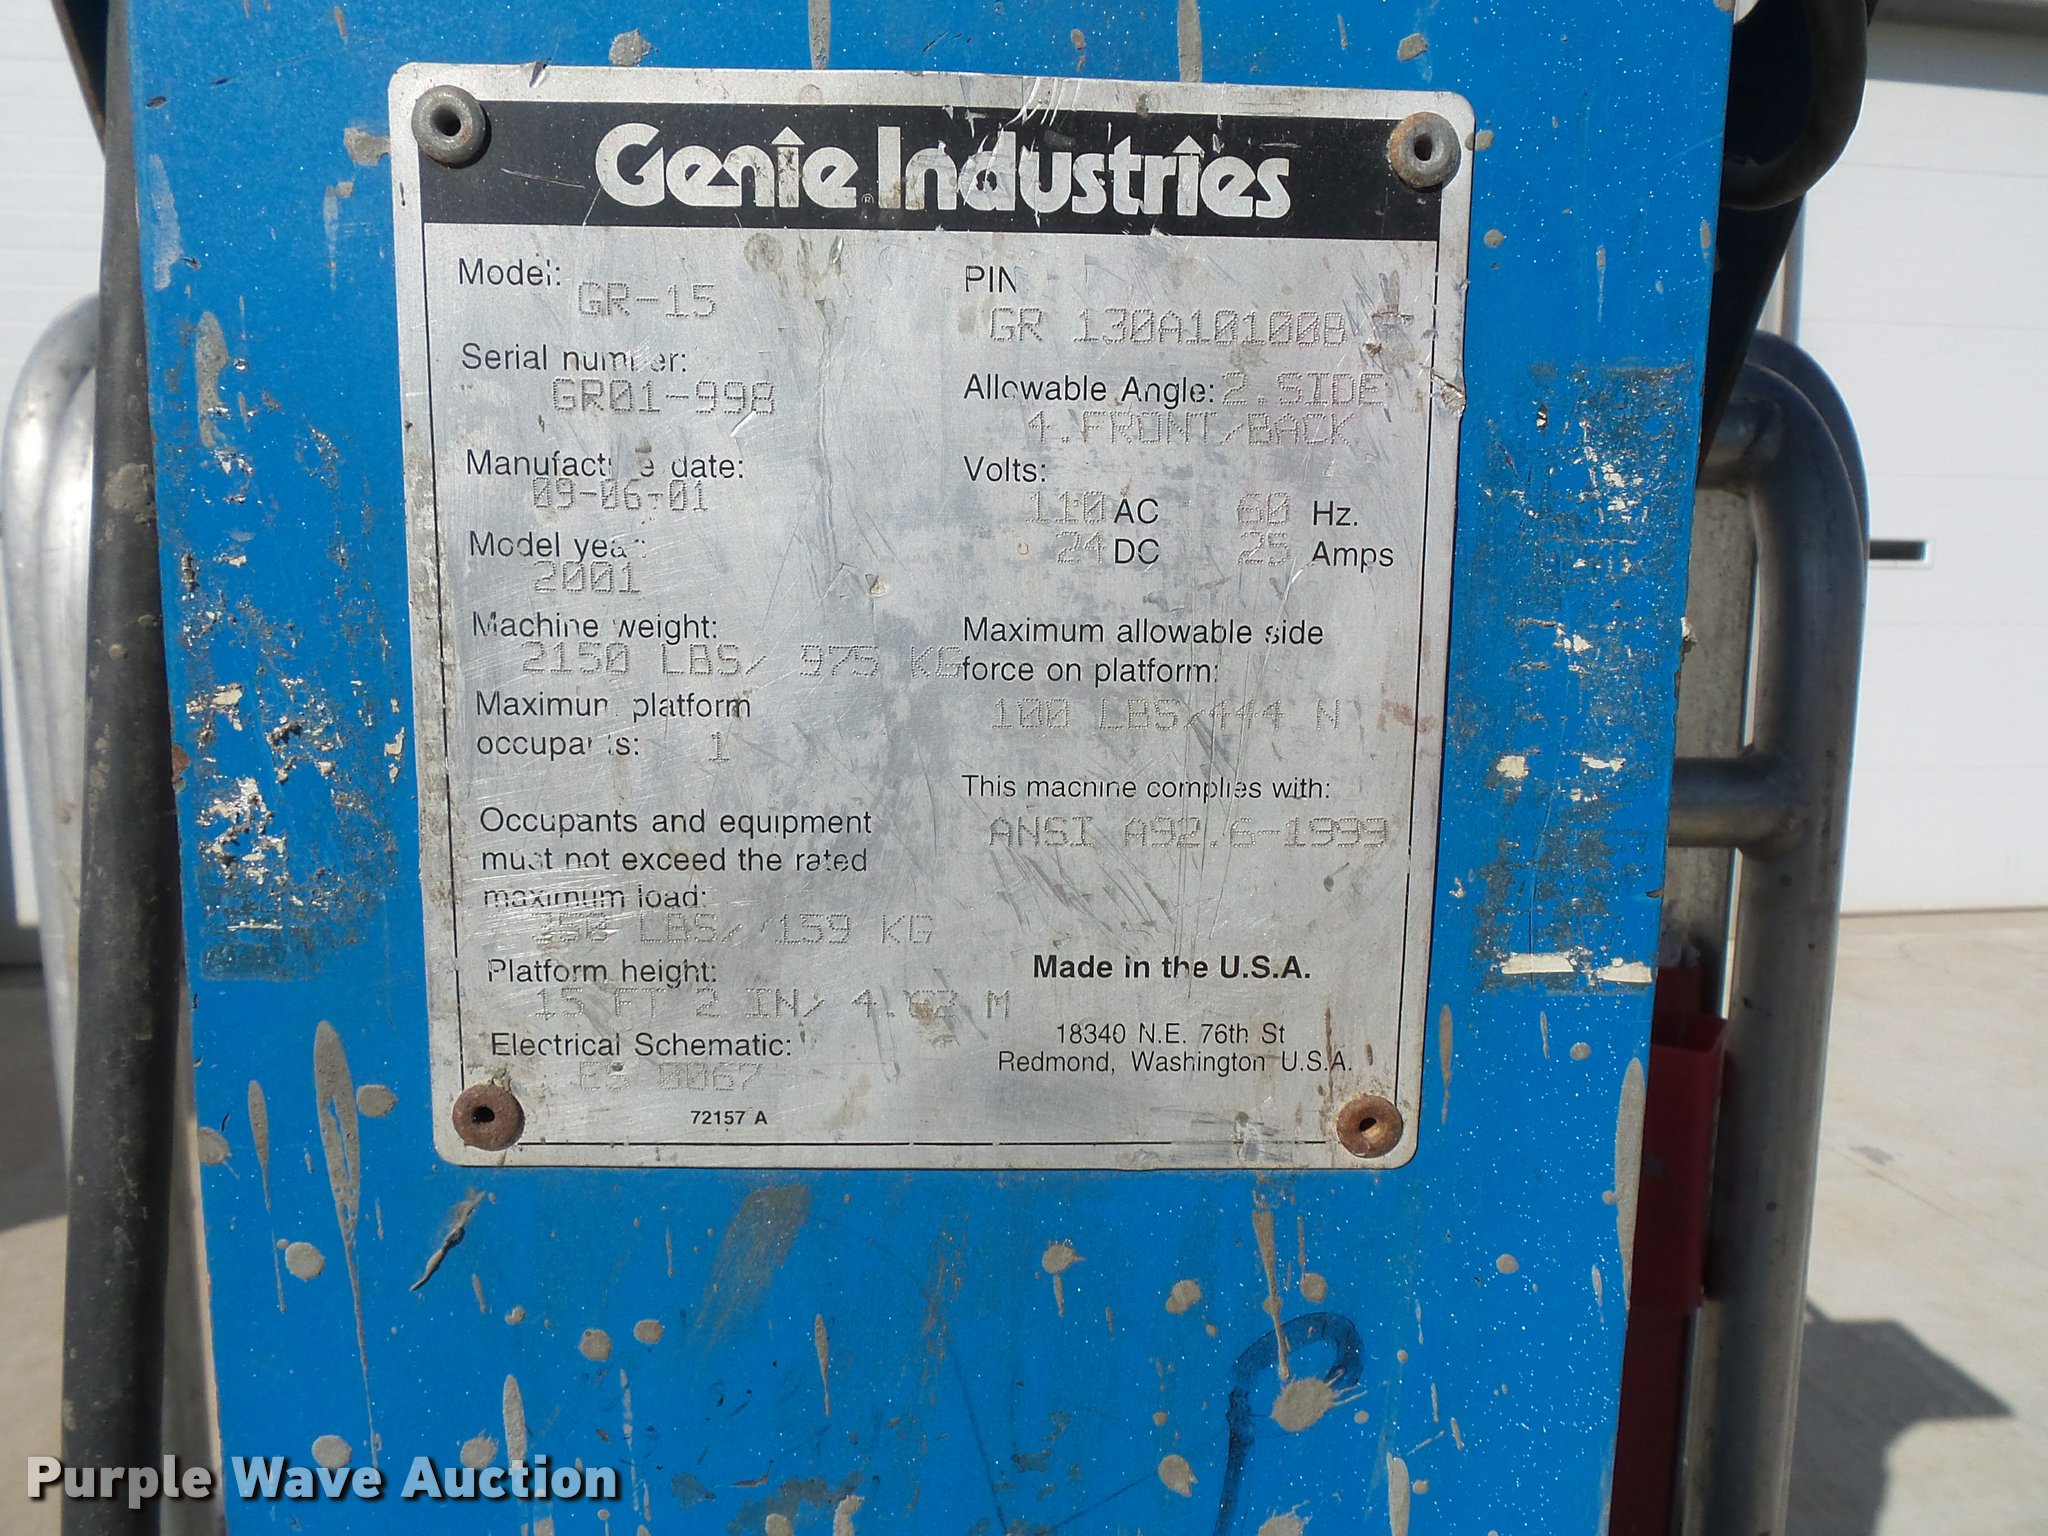 Genie Industries
Model: GR-15
Serial number:
GR01-998
Manufacture date:
09-06-01
Model year:
2001
Machine weight:
2150 LBS/ 975 KG
Maximum platform
occupants: 1
Occupants and equipment
must not exceed the rated
maximum load:
350 LBS/ 159 KG
Platform height:
15 FT 2 IN/ 4.62 M
Electrical Schematic:
ES 0067
72157 A
PIN
GR 130A101008
Allowable Angle: 2.SIDE
4.FRONT/BACK
Volts:
110 AC 60 Hz.
24 DC 25 Amps
Maximum allowable side
force on platform:
100 LBS/444 N
This machine complies with:
ANSI A92.6-1999
Made in the U.S.A.
18340 N.E. 76th St
Redmond, Washington U.S.A.
Purple Wave Auction